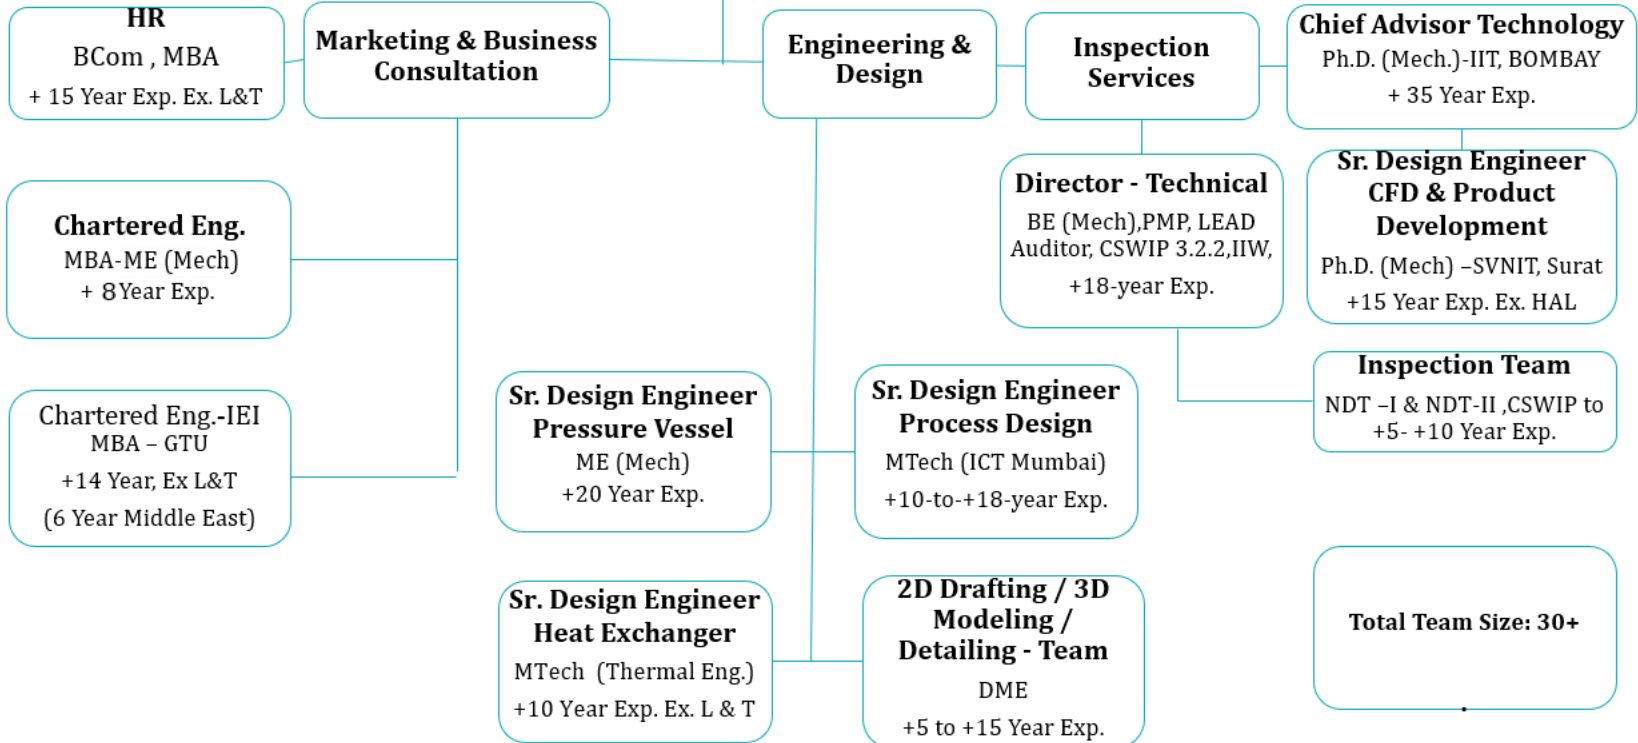 HR
BCom , MBA
+ 15 Year Exp. Ex. L&T
Marketing & Business
Consultation
Engineering &
Design
Inspection
Services
Chief Advisor Technology
Ph.D. (Mech.)-IIT, BOMBAY
+ 35 Year Exp.
Chartered Eng.
MBA-ME (Mech)
+ 8Year Exp.
Director - Technical
BE (Mech),PMP, LEAD
Auditor, CSWIP 3.2.2,IIW,
+18-year Exp.
Sr. Design Engineer
CFD & Product
Development
Ph.D. (Mech) –SVNIT, Surat
+15 Year Exp. Ex. HAL
Chartered Eng.-IEI
MBA – GTU
+14 Year, Ex L&T
(6 Year Middle East)
Sr. Design Engineer
Pressure Vessel
ME (Mech)
+20 Year Exp.
Sr. Design Engineer
Process Design
MTech (ICT Mumbai)
+10-to-+18-year Exp.
Inspection Team
NDT –I & NDT-II ,CSWIP to
+5- +10 Year Exp.
Sr. Design Engineer
Heat Exchanger
MTech (Thermal Eng.)
+10 Year Exp. Ex. L & T
2D Drafting / 3D
Modeling /
Detailing - Team
DME
+5 to +15 Year Exp.
Total Team Size: 30+
.